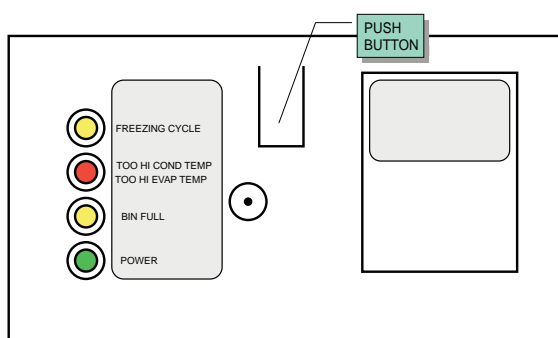 PUSH
BUTTON
FREEZING CYCLE
TOO HI COND TEMP
TOO HI EVAP TEMP
BIN FULL
POWER